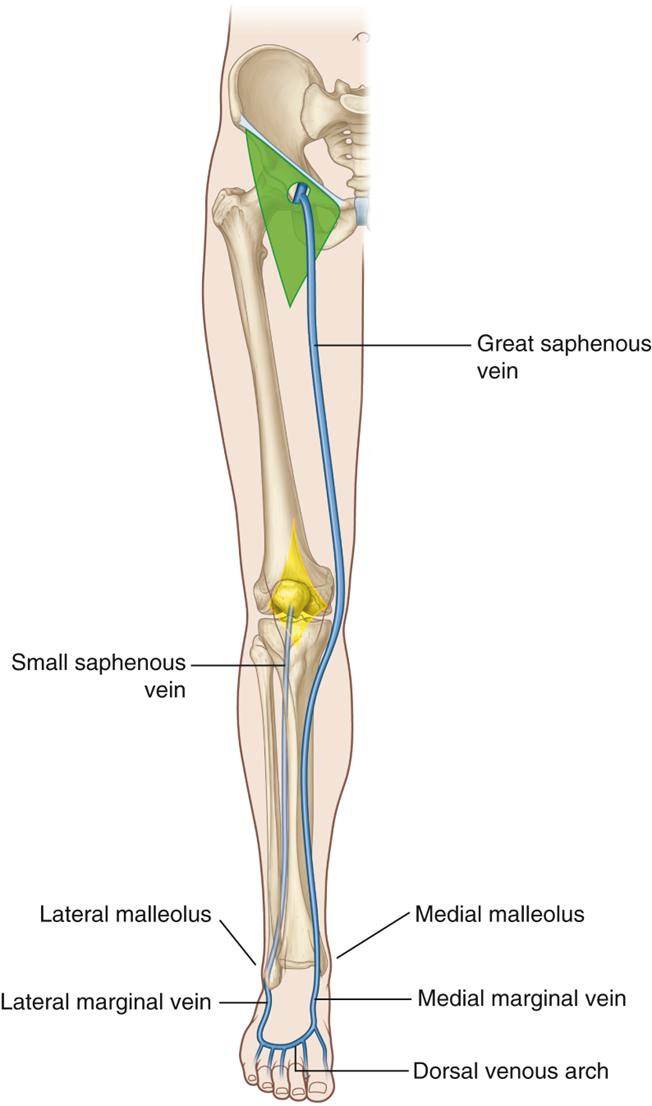 Great saphenous
vein
Small saphenous
vein
Lateral malleolus
Medial malleolus
Lateral marginal vein
Medial marginal vein
Dorsal venous arch